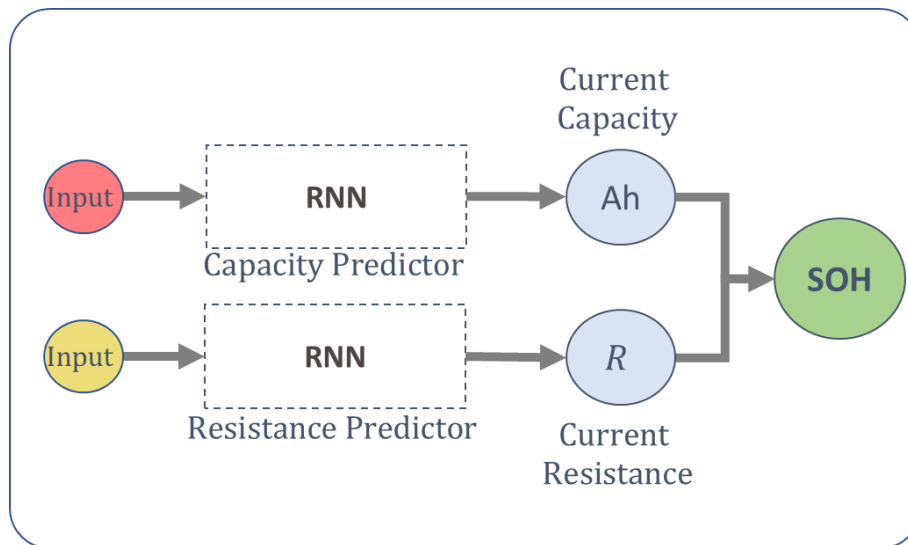 Current
Capacity
Input
RNN
Ah
Capacity Predictor
SOH
Input
RNN
R
Resistance Predictor
Current
Resistance